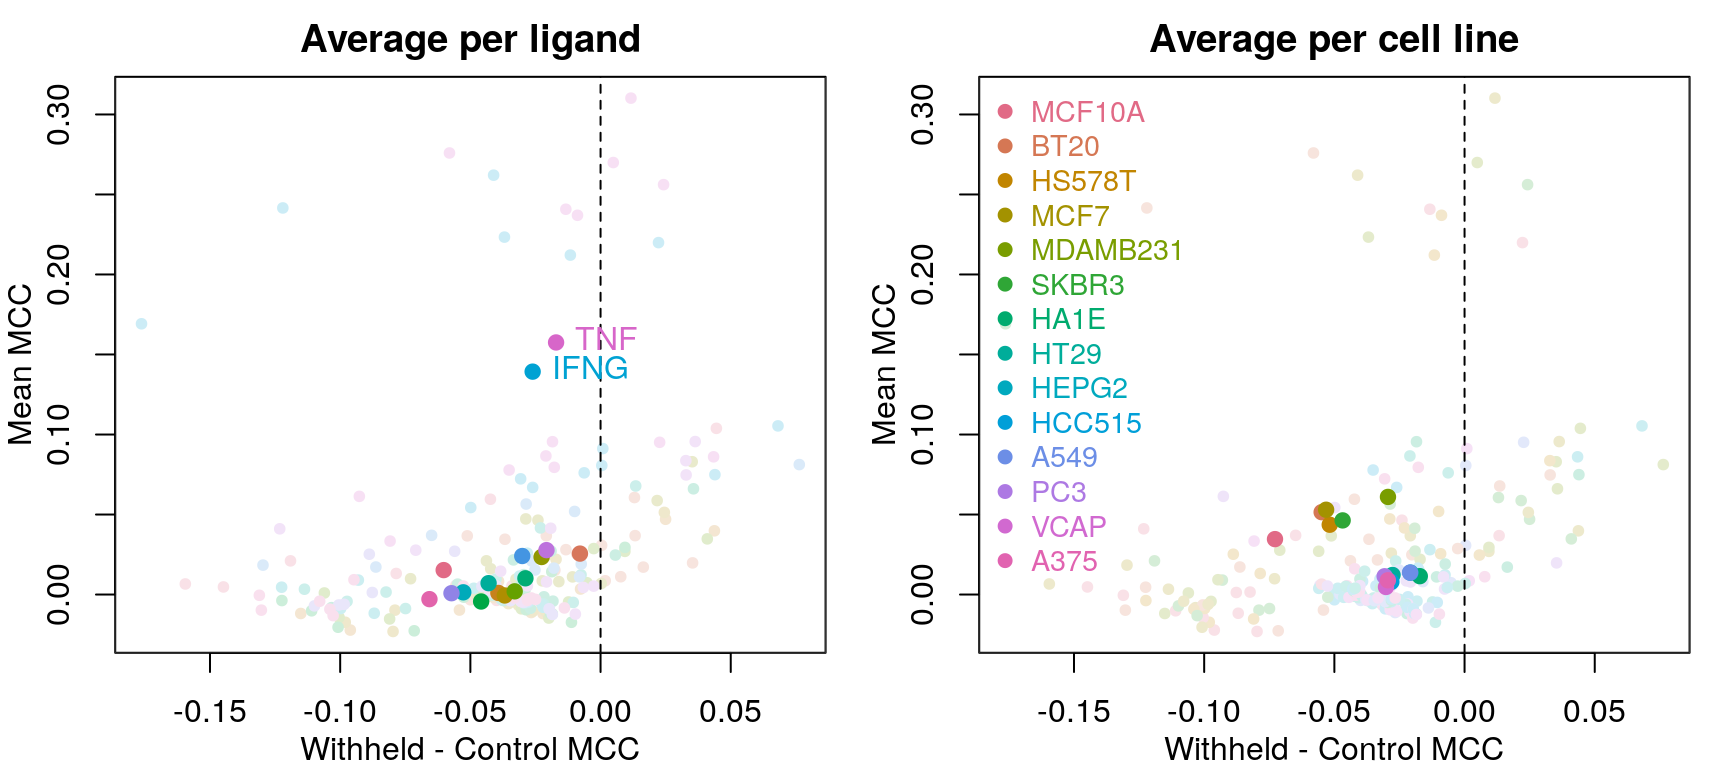 Average per ligand
Mean MCC
0.30
0.20
0.10
0.00
TNF
IFNG
-0.15 -0.10 -0.05 0.00 0.05
Withheld - Control MCC
Average per cell line
Mean MCC
0.30
0.20
0.10
0.00
MCF10A
BT20
HS578T
MCF7
MDAMB231
SKBR3
HA1E
HT29
HEPG2
HCC515
A549
PC3
VCAP
A375
-0.15 -0.10 -0.05 0.00 0.05
Withheld - Control MCC